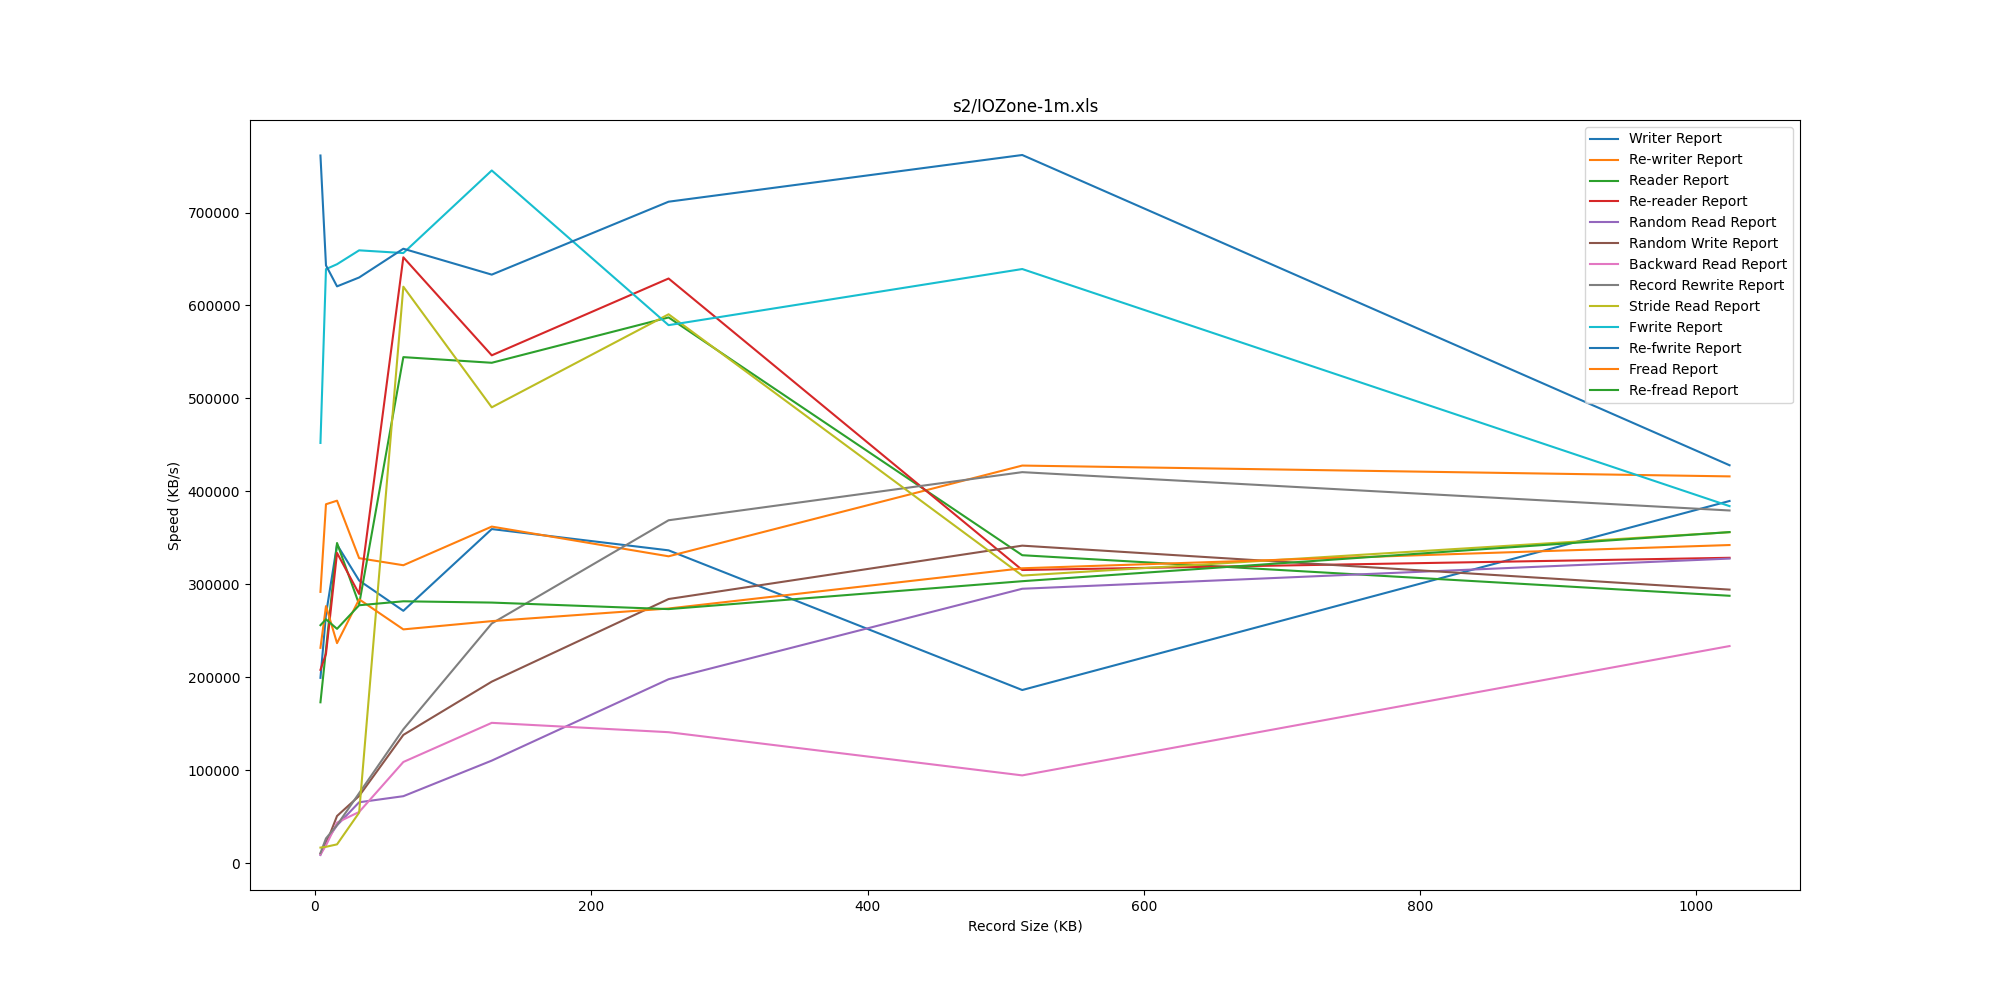 s2/IOZone-1m.xls
Writer Report
Re-writer Report
Reader Report
Re-reader Report
Random Read Report
Random Write Report
Backward Read Report
Record Rewrite Report
Stride Read Report
Fwrite Report
Re-fwrite Report
Fread Report
Re-fread Report
700000
600000
500000
400000
300000
200000
100000
0
Speed (KB/s)
0 200 400 600 800 1000
Record Size (KB)